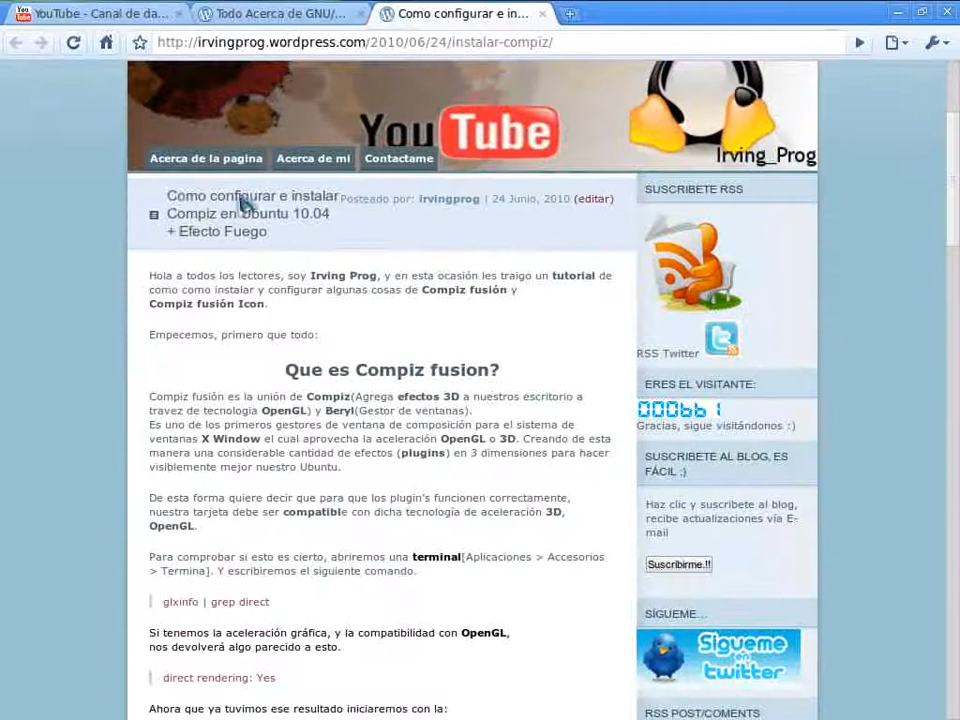 YouTube - Canal de da...
Todo Acerca de GNU/...
Como configurar e in...
http://irvingprog.wordpress.com/2010/06/24/instalar-compiz/
You Tube
Irving_Prog
Acerca de la pagina
Acerca de mi
Contactame
Como configurar e instalar
Compiz en Ubuntu 10.04
+ Efecto Fuego
Posteado por: irvingprog | 24 Junio, 2010 (editar)
Hola a todos los lectores, soy Irving Prog, y en esta ocasión les traigo un tutorial de
como como instalar y configurar algunas cosas de Compiz fusión y
Compiz fusión Icon.
Empecemos, primero que todo:
Que es Compiz fusion?
Compiz fusión es la unión de Compiz(Agrega efectos 3D a nuestros escritorio a
travez de tecnología OpenGL) y Beryl(Gestor de ventanas).
Es uno de los primeros gestores de ventana de composición para el sistema de
ventanas X Window el cual aprovecha la aceleración OpenGL o 3D. Creando de esta
manera una considerable cantidad de efectos (plugins) en 3 dimensiones para hacer
visiblemente mejor nuestro Ubuntu.
De esta forma quiere decir que para que los plugin's funcionen correctamente,
nuestra tarjeta debe ser compatible con dicha tecnología de aceleración 3D,
OpenGL.
Para comprobar si esto es cierto, abriremos una terminal[Aplicaciones > Accesorios
> Termina]. Y escribiremos el siguiente comando.
glxinfo | grep direct
Si tenemos la aceleración gráfica, y la compatibilidad con OpenGL,
nos devolverá algo parecido a esto.
direct rendering: Yes
Ahora que ya tuvimos ese resultado iniciaremos con la:
SUSCRIBETE RSS
RSS Twitter
ERES EL VISITANTE:
Gracias, sigue visitándonos :)
SUSCRIBETE AL BLOG, ES
FÁCIL ;)
Haz clic y suscribete al blog,
recibe actualizaciones vía E-
mail
Suscribirme.!!
SÍGUEME...
Sigueme
en
twitter
RSS POST/COMENTS